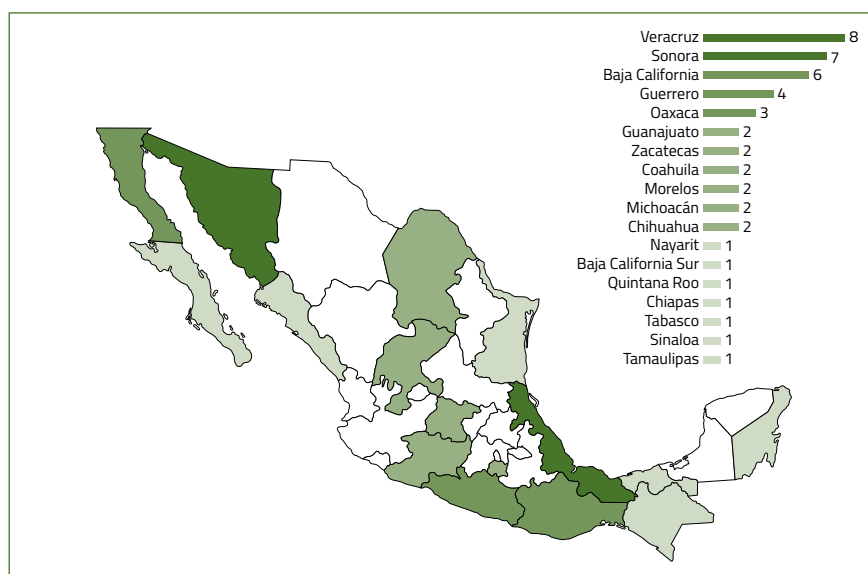 Veracruz 8
Sonora 7
Baja California 6
Guerrero 4
Oaxaca 3
Guanajuato 2
Zacatecas 2
Coahuila 2
Morelos 2
Michoacán 2
Chihuahua 2
Nayarit 1
Baja California Sur 1
Quintana Roo 1
Chiapas 1
Tabasco 1
Sinaloa 1
Tamaulipas 1